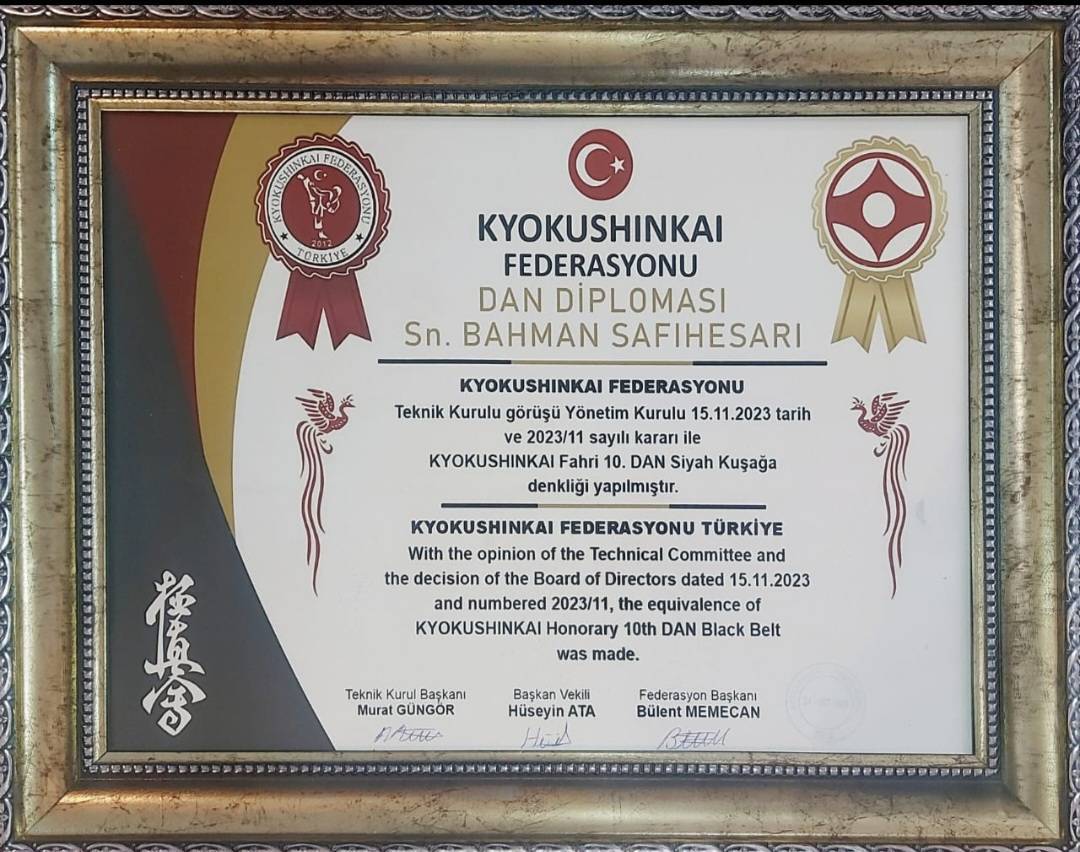 KYOKUSHINKAI FEDERASYONU
2012
TÜRKİYE
KYOKUSHINKAI
FEDERASYONU
DAN DİPLOMASI
Sn. BAHMAN SAFIHESARI
KYOKUSHINKAI FEDERASYONU
Teknik Kurulu görüşü Yönetim Kurulu 15.11.2023 tarih
ve 2023/11 sayılı kararı ile
KYOKUSHINKAI Fahri 10. DAN Siyah Kuşağa
denkliği yapılmıştır.
KYOKUSHINKAI FEDERASYONU TÜRKİYE
With the opinion of the Technical Committee and
the decision of the Board of Directors dated 15.11.2023
and numbered 2023/11, the equivalence of
KYOKUSHINKAI Honorary 10th DAN Black Belt
was made.
極真会
Teknik Kurul Başkanı Başkan Vekili Federasyon Başkanı
Murat GÜNGÖR Hüseyin ATA Bülent MEMECAN